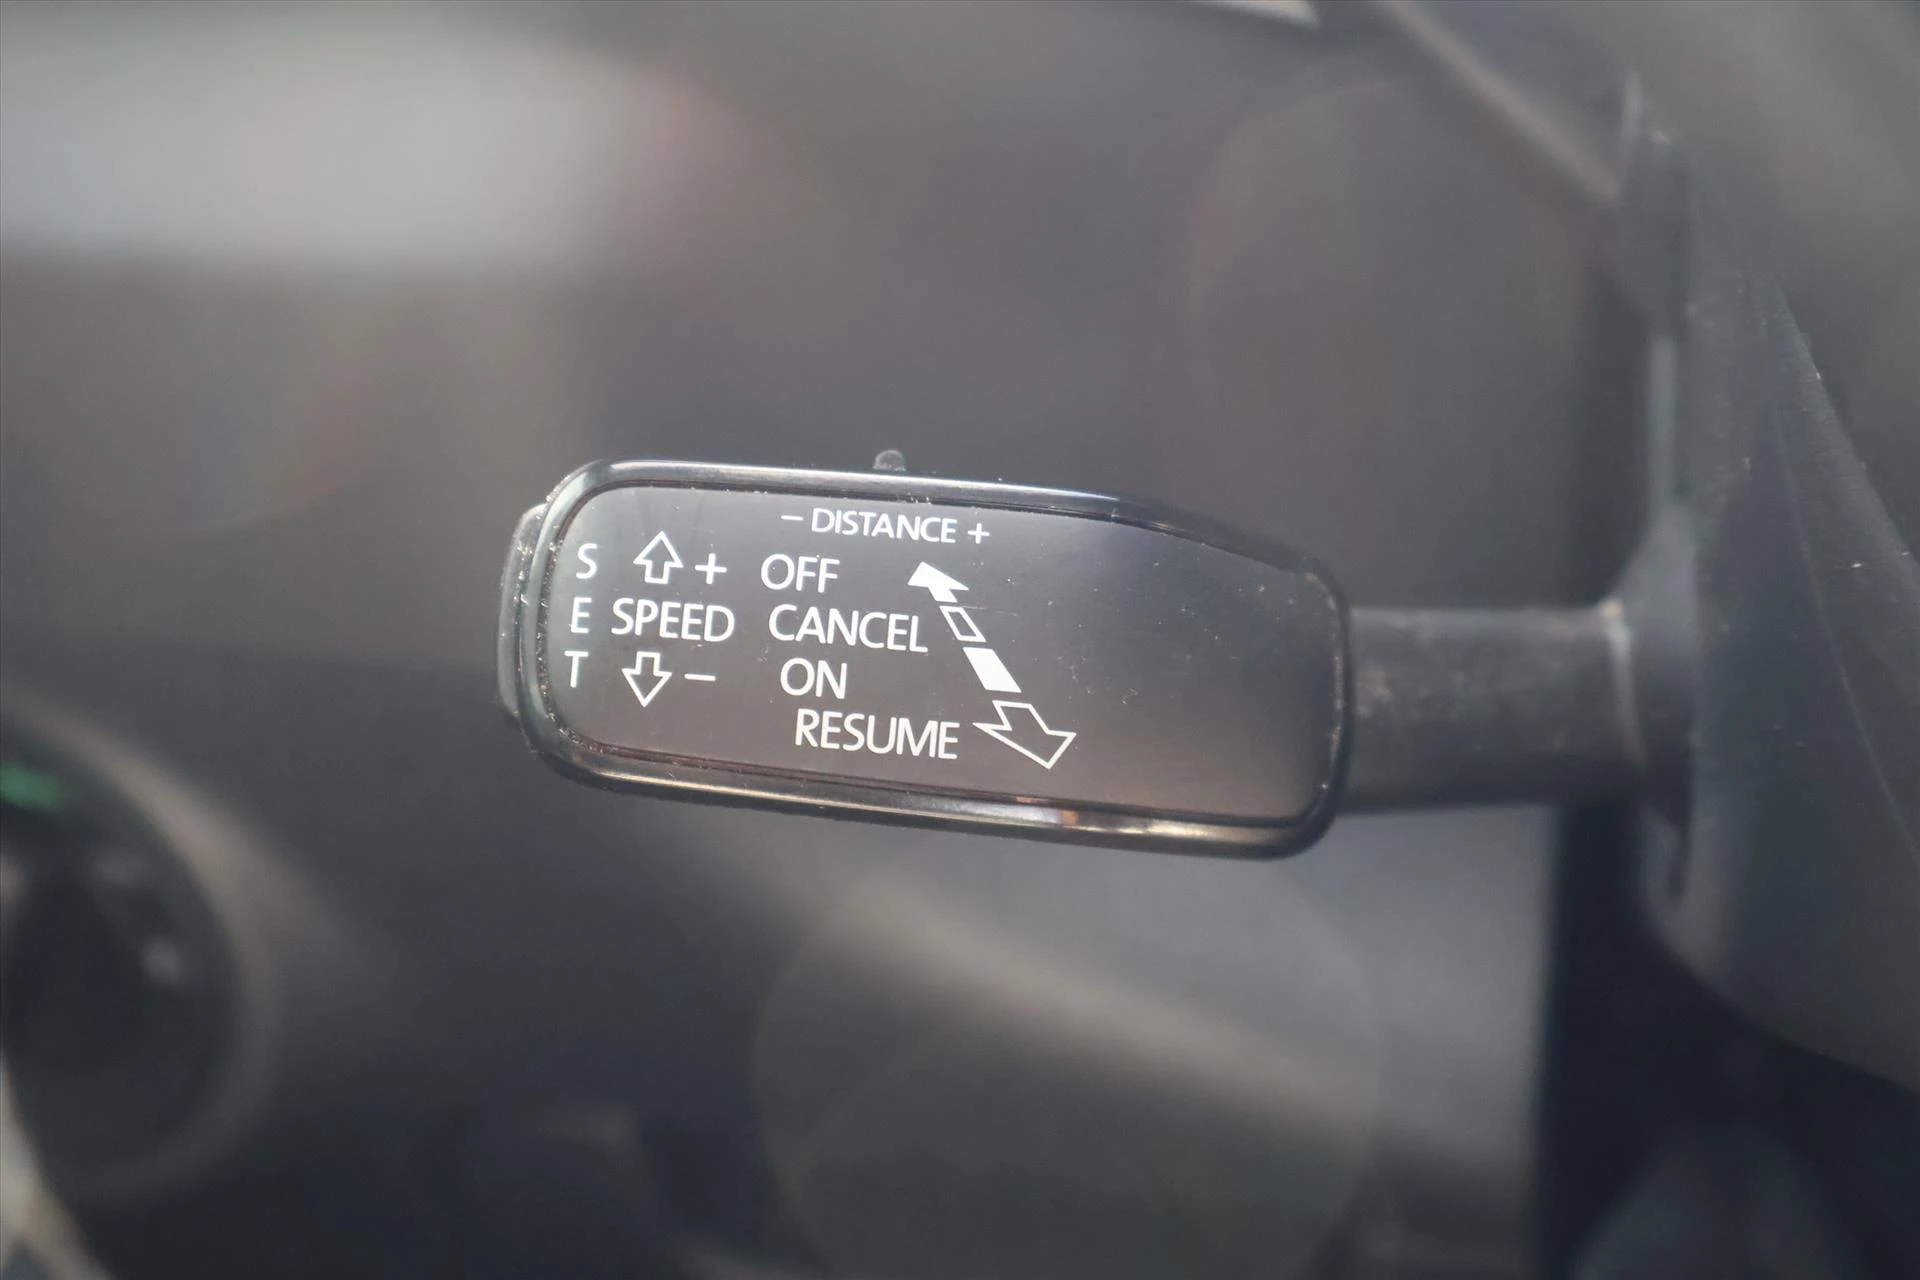 – DISTANCE +
S + OFF
E SPEED CANCEL
T – ON
RESUME